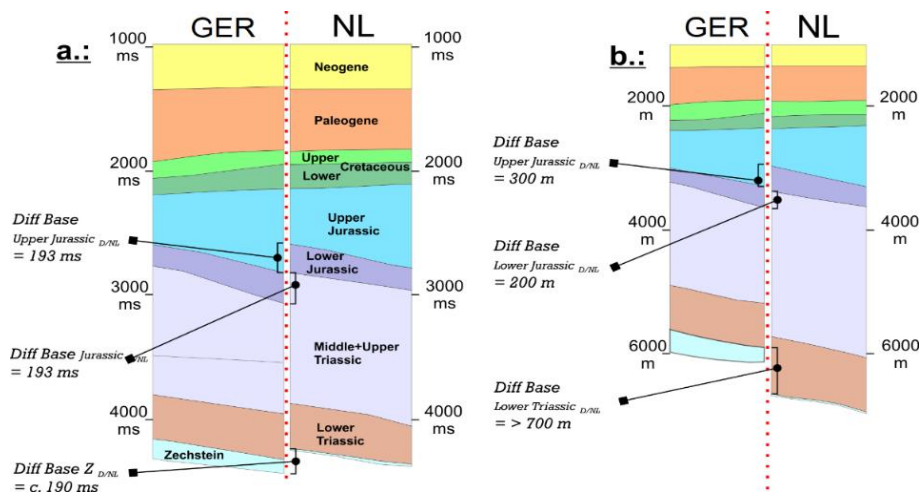 GER NL
a.:
1000
ms
1000
ms
Neogene
Paleogene
2000
ms
2000
ms
Upper
Cretaceous
Lower
Upper
Jurassic
Diff Base
Upper Jurassic D/NL
= 193 ms
Lower
Jurassic
3000
ms
3000
ms
Diff Base Jurassic D/NL
= 193 ms
Middle+Upper
Triassic
4000
ms
4000
ms
Lower
Triassic
Zechstein
Diff Base Z D/NL
= c. 190 ms
GER NL
b.:
2000
m
2000
m
Diff Base
Upper Jurassic D/NL
= 300 m
4000
m
4000
m
Diff Base
Lower Jurassic D/NL
= 200 m
6000
m
6000
m
Diff Base
Lower Triassic D/NL
= > 700 m